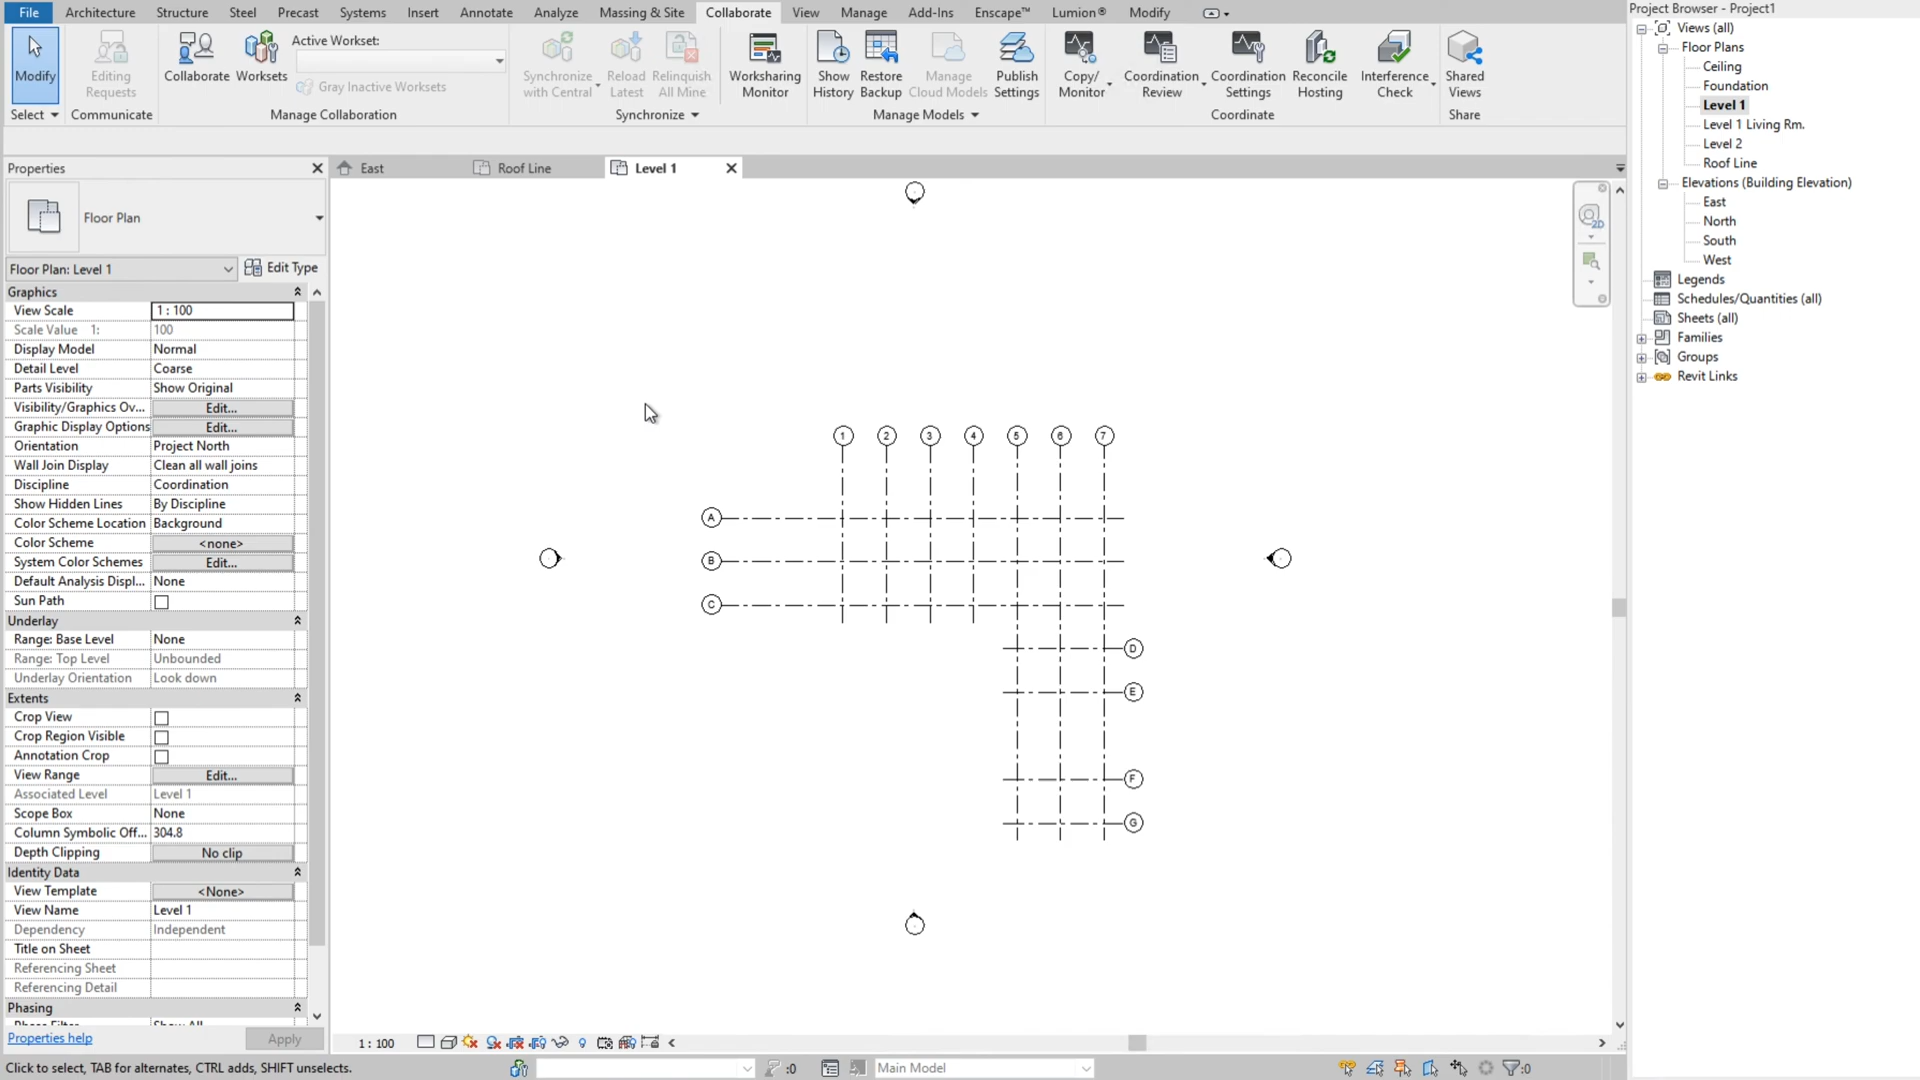 File Architecture Structure Steel Precast Systems Insert Annotate Analyze Massing & Site Collaborate View Manage Add-Ins Enscape™ Lumion® Modify
Project Browser - Project1
Modify
Select
Editing
Requests
Communicate
Collaborate
Worksets
Active Workset:
Gray Inactive Worksets
Manage Collaboration
Synchronize
with Central
Reload
Latest
Relinquish
All Mine
Synchronize
Worksharing
Monitor
Show
History
Restore
Backup
Manage
Cloud Models
Publish
Settings
Manage Models
Copy/
Monitor
Coordination
Review
Coordination
Settings
Reconcile
Hosting
Interference
Check
Coordinate
Shared
Views
Share
Properties
Floor Plan
Floor Plan: Level 1 Edit Type
Graphics
View Scale 1 : 100
Scale Value 1: 100
Display Model Normal
Detail Level Coarse
Parts Visibility Show Original
Visibility/Graphics Ov... Edit...
Graphic Display Options Edit...
Orientation Project North
Wall Join Display Clean all wall joins
Discipline Coordination
Show Hidden Lines By Discipline
Color Scheme Location Background
Color Scheme <none>
System Color Schemes Edit...
Default Analysis Displ... None
Sun Path
Underlay
Range: Base Level None
Range: Top Level Unbounded
Underlay Orientation Look down
Extents
Crop View
Crop Region Visible
Annotation Crop
View Range Edit...
Associated Level Level 1
Scope Box None
Column Symbolic Off... 304.8
Depth Clipping No clip
Identity Data
View Template <None>
View Name Level 1
Dependency Independent
Title on Sheet
Referencing Sheet
Referencing Detail
Phasing
Properties help Apply
East Roof Line Level 1
2D
1 2 3 4 5 6 7
A
B
C
D
E
F
G
1 : 100
Views (all)
Floor Plans
Ceiling
Foundation
Level 1
Level 1 Living Rm.
Level 2
Roof Line
Elevations (Building Elevation)
East
North
South
West
Legends
Schedules/Quantities (all)
Sheets (all)
Families
Groups
Revit Links
Click to select, TAB for alternates, CTRL adds, SHIFT unselects. :0 Main Model :0